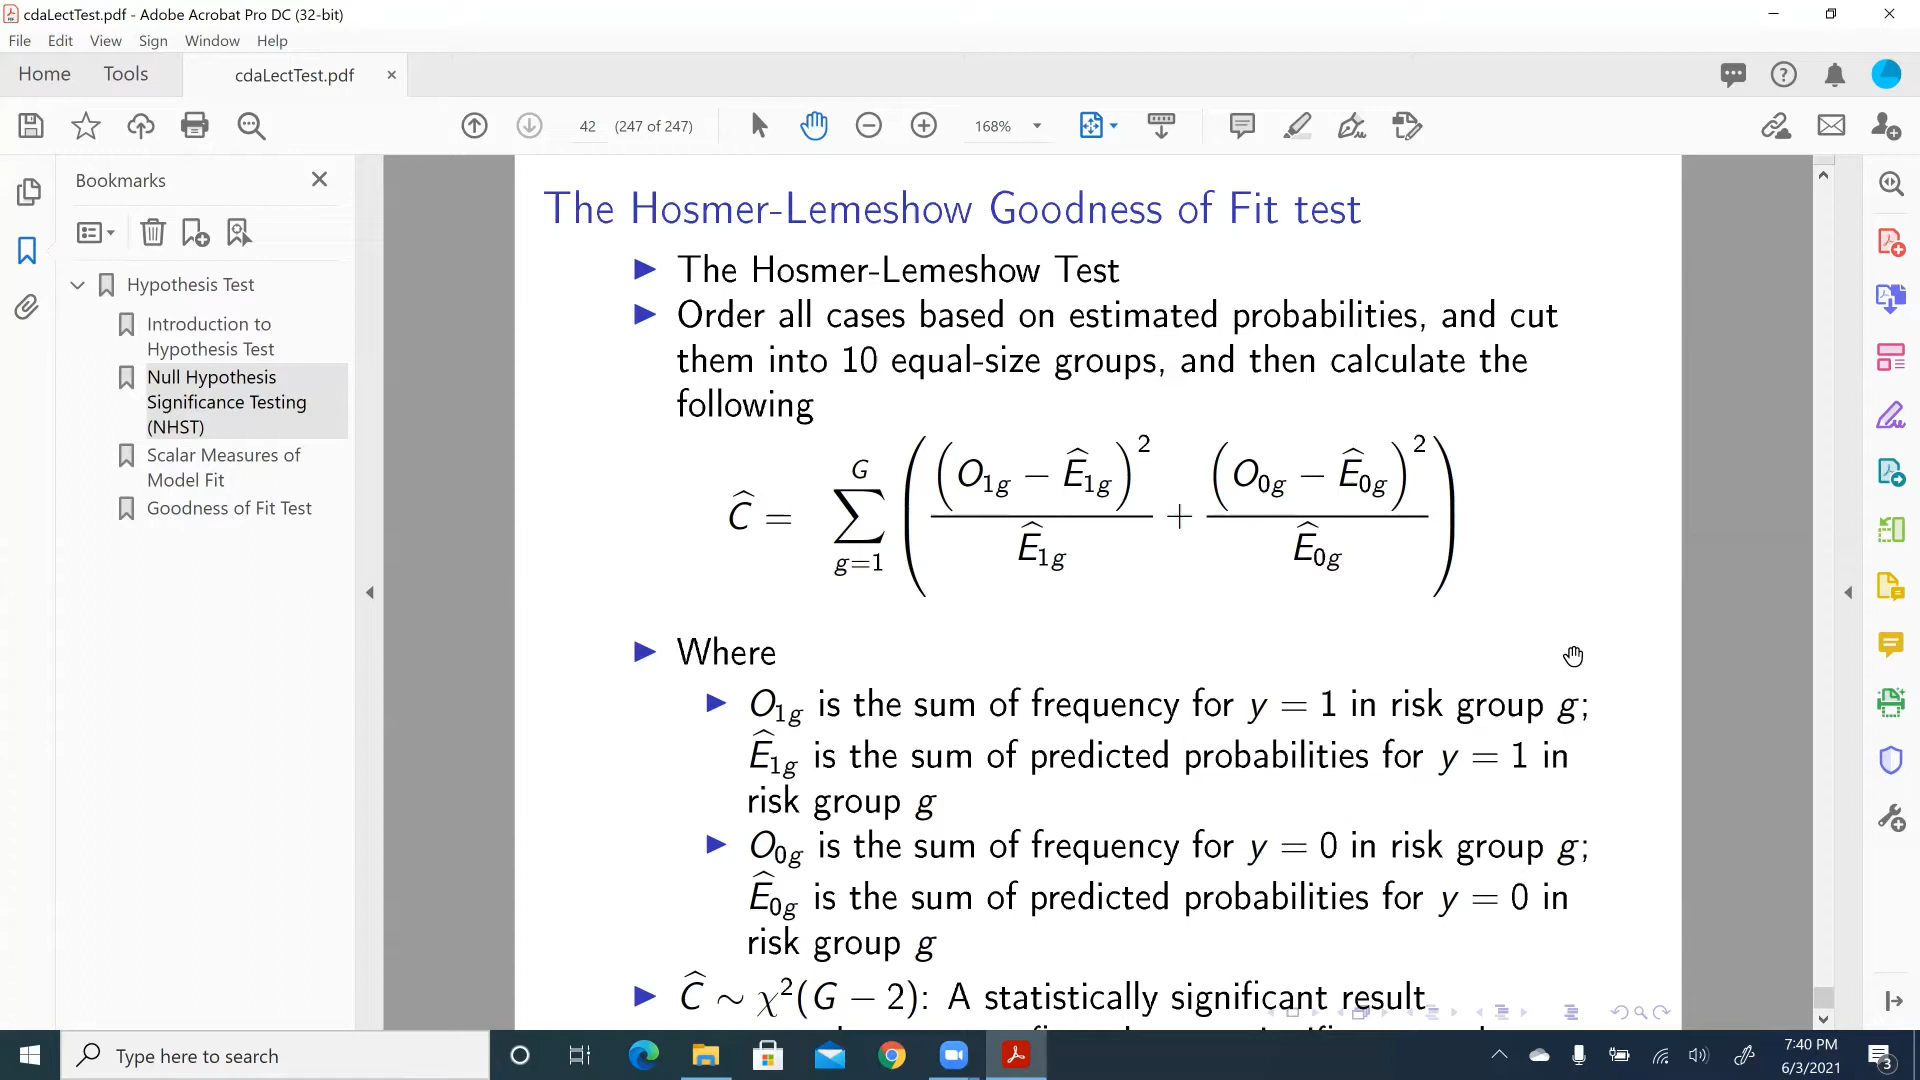 cdaLectTest.pdf - Adobe Acrobat Pro DC (32-bit)
File Edit View Sign Window Help
Home Tools cdaLectTest.pdf ×
42 (247 of 247) 168%
Bookmarks
Hypothesis Test
Introduction to
Hypothesis Test
Null Hypothesis
Significance Testing
(NHST)
Scalar Measures of
Model Fit
Goodness of Fit Test
The Hosmer-Lemeshow Goodness of Fit test
▶ The Hosmer-Lemeshow Test
▶ Order all cases based on estimated probabilities, and cut
them into 10 equal-size groups, and then calculate the
following
Ĉ = ∑_{g=1}^{G} ( (O_{1g} − Ê_{1g})² / Ê_{1g} + (O_{0g} − Ê_{0g})² / Ê_{0g} )
▶ Where
▶ O_{1g} is the sum of frequency for y = 1 in risk group g;
Ê_{1g} is the sum of predicted probabilities for y = 1 in
risk group g
▶ O_{0g} is the sum of frequency for y = 0 in risk group g;
Ê_{0g} is the sum of predicted probabilities for y = 0 in
risk group g
▶ Ĉ ∼ χ²(G − 2): A statistically significant result
Type here to search
7:40 PM
6/3/2021
3